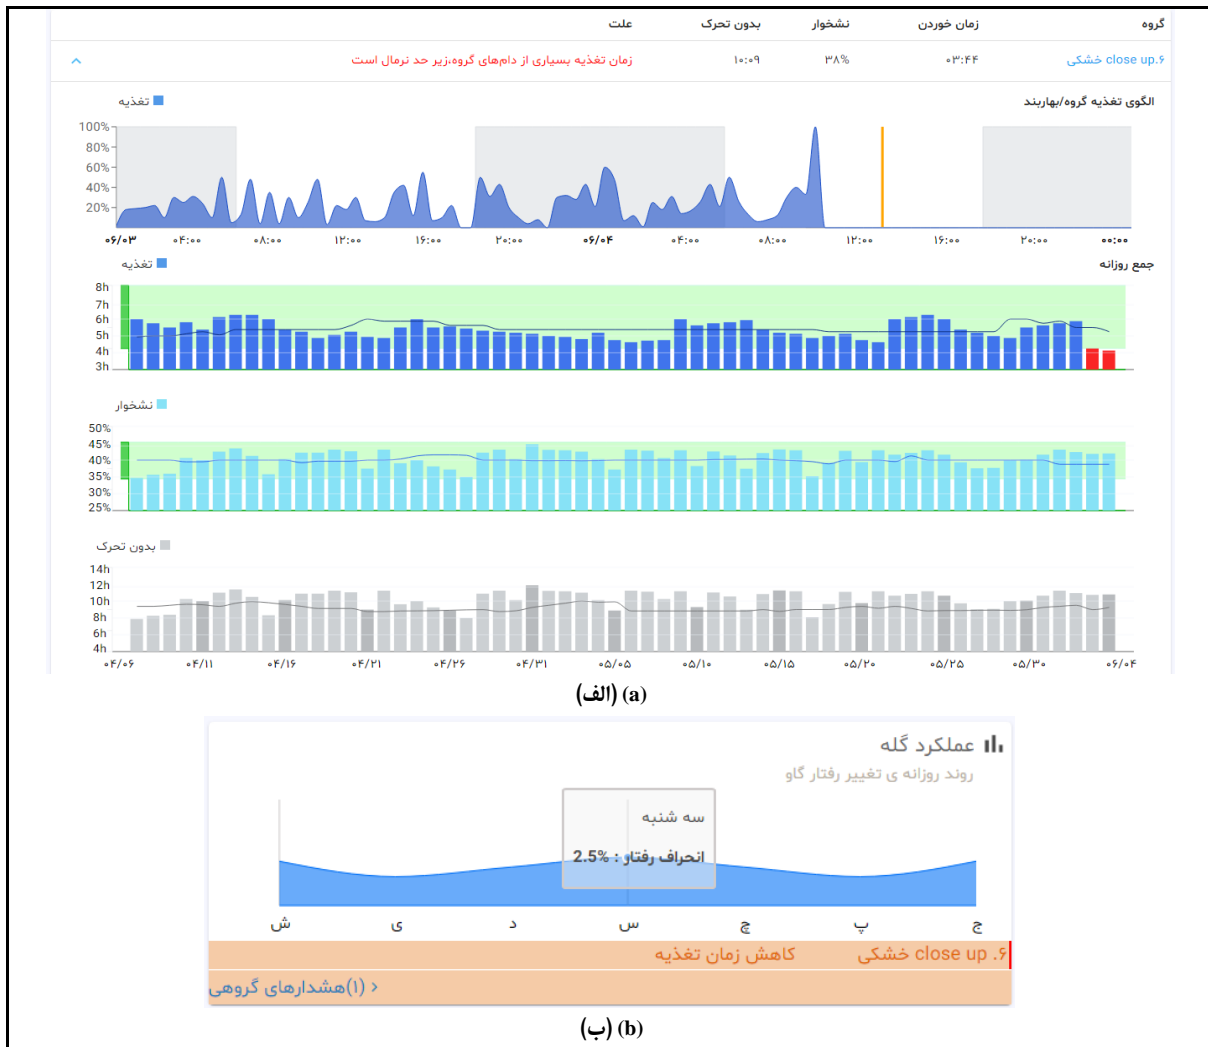 گروه زمان خوردن نشخوار بدون تحرک علت
۶.close up خشکی ۰۳:۴۴ ۳۸% ۱۰:۰۹ زمان تغذیه بسیاری از دام‌های گروه،زیر حد نرمال است
الگوی تغذیه گروه/بهاربند تغذیه
100%
80%
60%
40%
20%
۰۶/۰۳ ۰۴:۰۰ ۰۸:۰۰ ۱۲:۰۰ ۱۶:۰۰ ۲۰:۰۰ ۰۶/۰۴ ۰۴:۰۰ ۰۸:۰۰ ۱۲:۰۰ ۱۶:۰۰ ۲۰:۰۰ ۰۰:۰۰
جمع روزانه تغذیه
8h
7h
6h
5h
4h
3h
نشخوار
50%
45%
40%
35%
30%
25%
بدون تحرک
14h
12h
10h
8h
6h
4h
۰۴/۰۶ ۰۴/۱۱ ۰۴/۱۶ ۰۴/۲۱ ۰۴/۲۶ ۰۴/۳۱ ۰۵/۰۵ ۰۵/۱۰ ۰۵/۱۵ ۰۵/۲۰ ۰۵/۲۵ ۰۵/۳۰ ۰۶/۰۴
(a) (الف)
عملکرد گله
روند روزانه ی تغییر رفتار گاو
سه شنبه
انحراف رفتار : 2.5%
ش ی د س چ پ ج
۶. close up خشکی کاهش زمان تغذیه
‹ (۱)هشدارهای گروهی
(b) (ب)